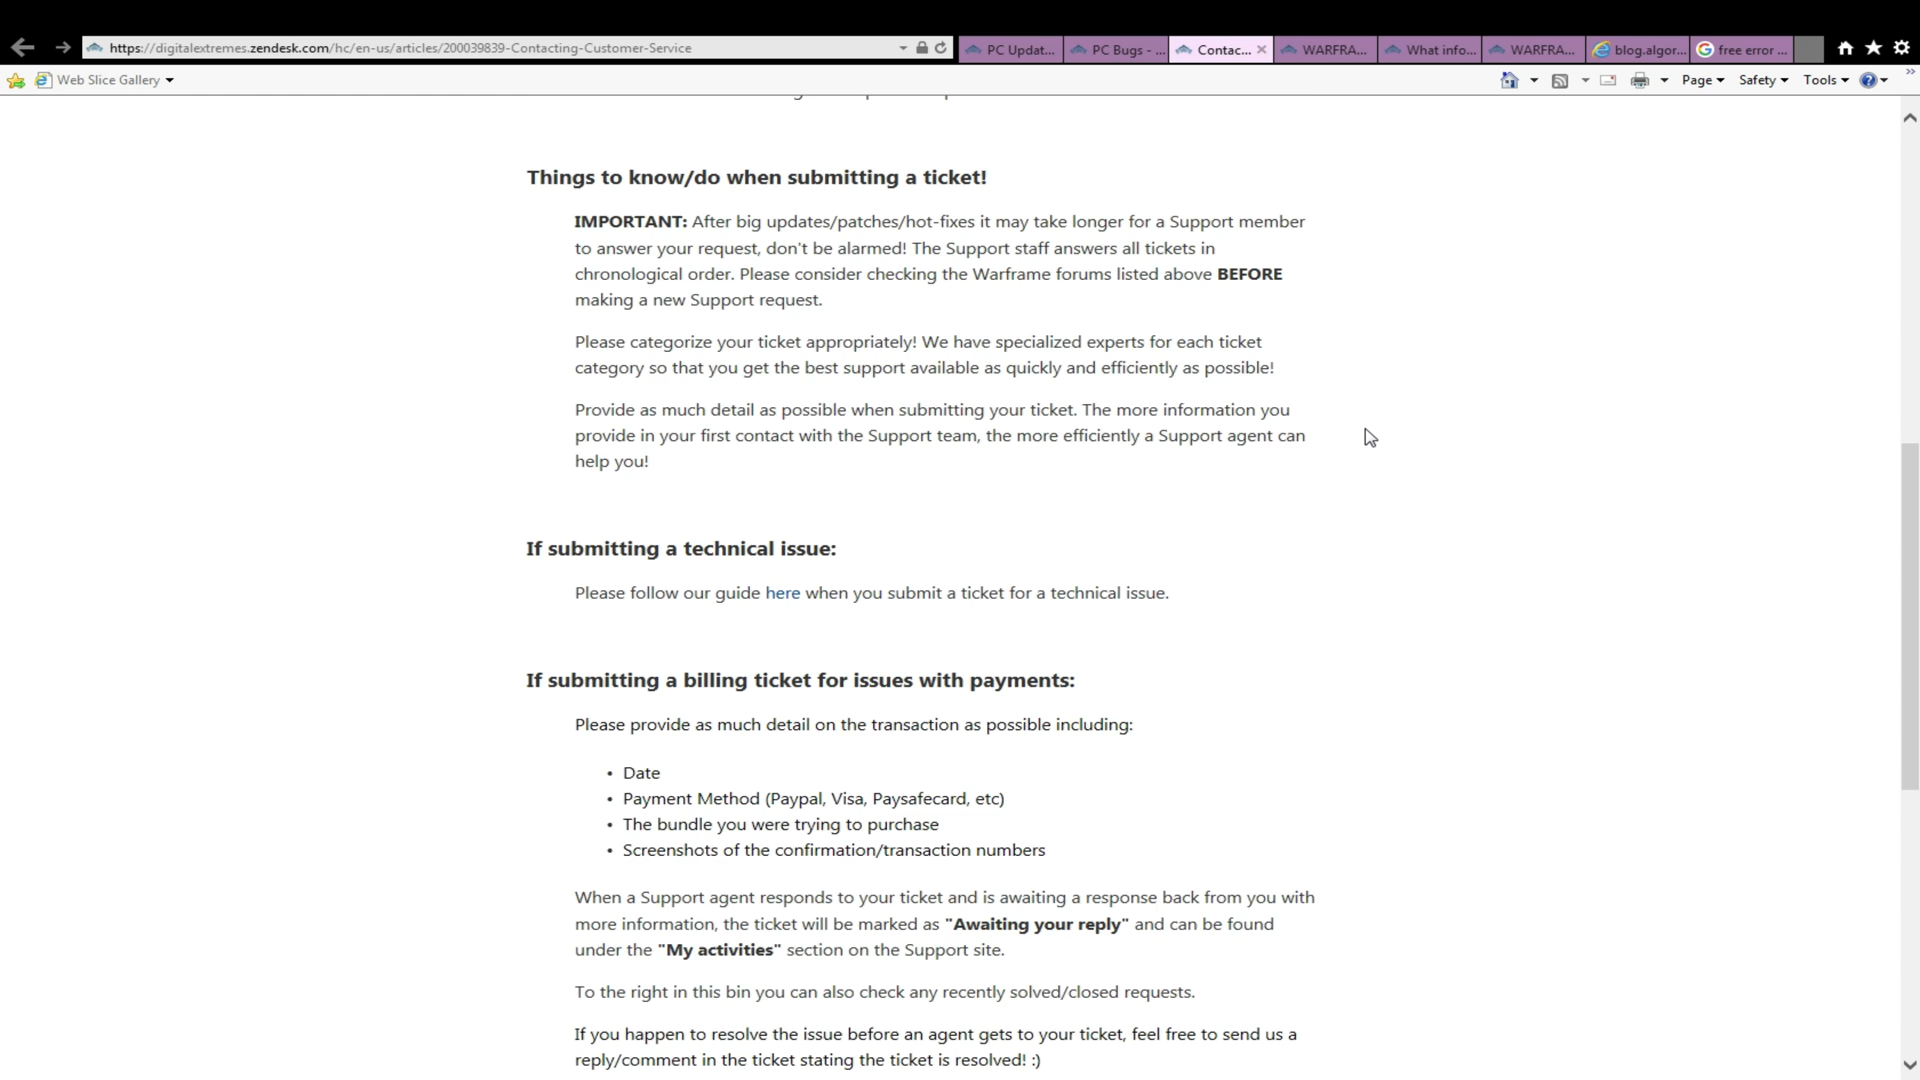 https://digitalextremes.zendesk.com/hc/en-us/articles/200039839-Contacting-Customer-Service
PC Updat...
PC Bugs - ...
Contac...
WARFRA...
What info...
WARFRA...
blog.algor...
free error ...
Web Slice Gallery
Page
Safety
Tools
Things to know/do when submitting a ticket!
IMPORTANT: After big updates/patches/hot-fixes it may take longer for a Support member
to answer your request, don't be alarmed! The Support staff answers all tickets in
chronological order. Please consider checking the Warframe forums listed above BEFORE
making a new Support request.
Please categorize your ticket appropriately! We have specialized experts for each ticket
category so that you get the best support available as quickly and efficiently as possible!
Provide as much detail as possible when submitting your ticket. The more information you
provide in your first contact with the Support team, the more efficiently a Support agent can
help you!
If submitting a technical issue:
Please follow our guide here when you submit a ticket for a technical issue.
If submitting a billing ticket for issues with payments:
Please provide as much detail on the transaction as possible including:
• Date
• Payment Method (Paypal, Visa, Paysafecard, etc)
• The bundle you were trying to purchase
• Screenshots of the confirmation/transaction numbers
When a Support agent responds to your ticket and is awaiting a response back from you with
more information, the ticket will be marked as "Awaiting your reply" and can be found
under the "My activities" section on the Support site.
To the right in this bin you can also check any recently solved/closed requests.
If you happen to resolve the issue before an agent gets to your ticket, feel free to send us a
reply/comment in the ticket stating the ticket is resolved! :)